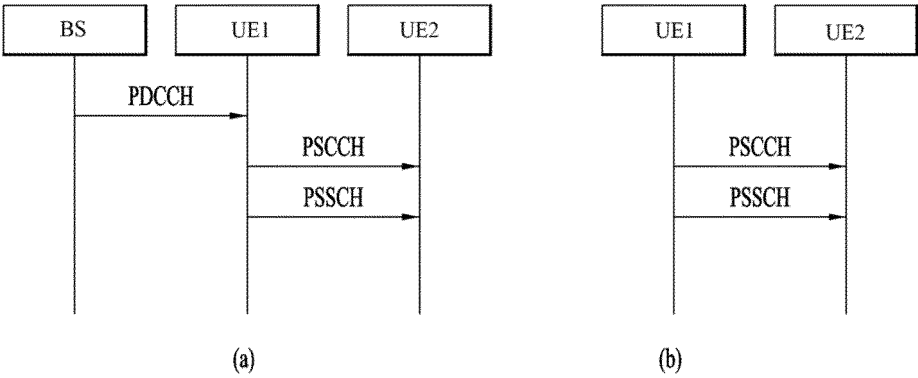 BS UE1 UE2 UE1 UE2
PDCCH
PSCCH PSCCH
PSSCH PSSCH
(a) (b)